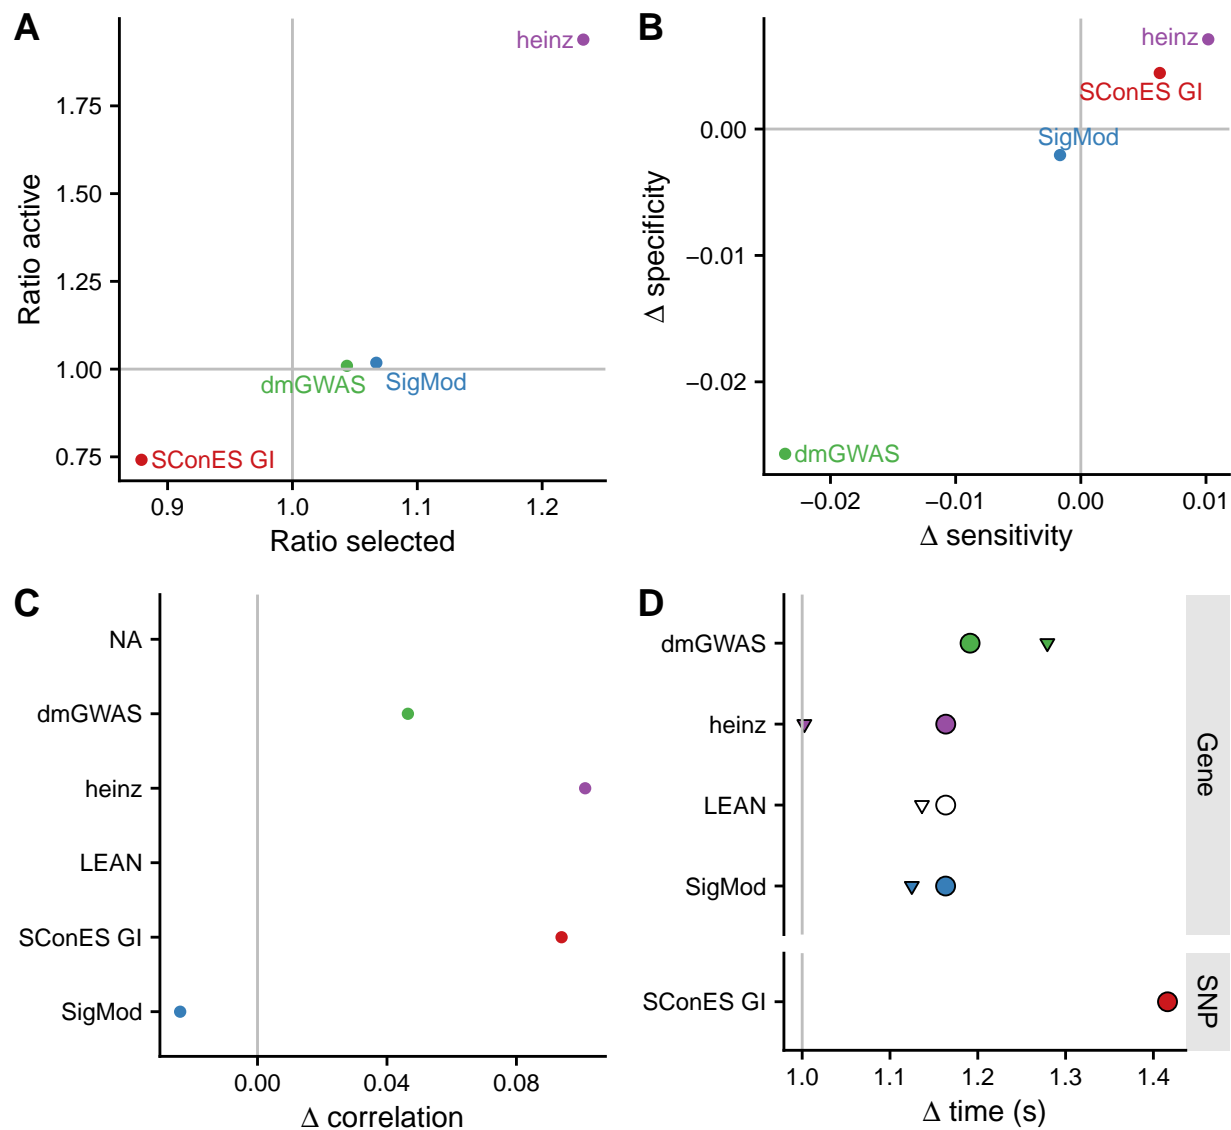 A
heinz
1.75
1.50
1.25
1.00
0.75
Ratio active
dmGWAS
SigMod
SConES GI
0.9
1.0
1.1
1.2
Ratio selected
B
heinz
SConES GI
SigMod
dmGWAS
0.00
−0.01
−0.02
Δ specificity
−0.02
−0.01
0.00
0.01
Δ sensitivity
C
NA
dmGWAS
heinz
LEAN
SConES GI
SigMod
0.00
0.04
0.08
Δ correlation
D
dmGWAS
heinz
LEAN
SigMod
SConES GI
Gene
SNP
1.0
1.1
1.2
1.3
1.4
Δ time (s)